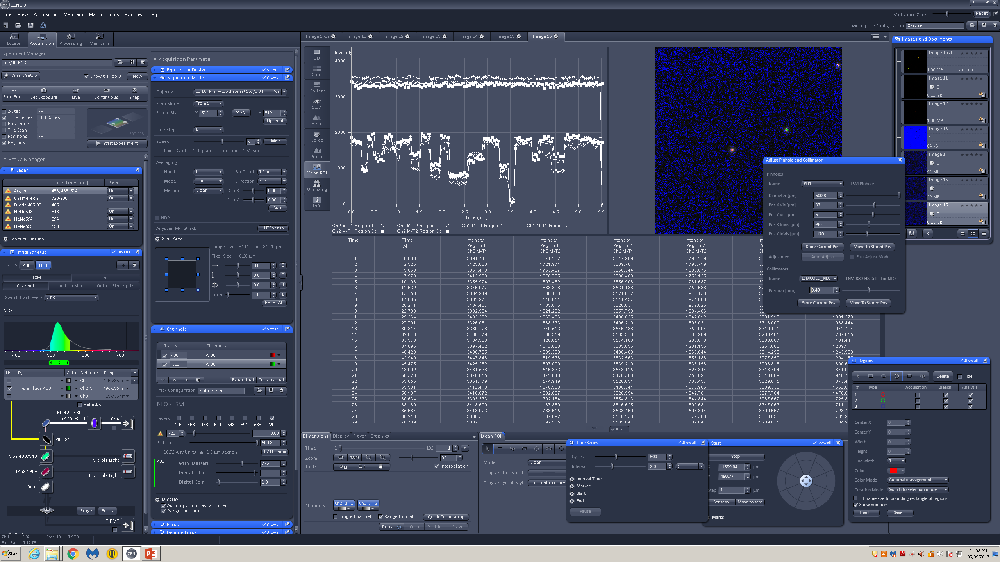 ZEN 2.3
File View Acquisition Maintain Macro Tools Window Help
Workspace Zoom Reset
Workspace Configuration Service
Locate Acquisition Processing Maintain
Experiment Manager
bcy/488-405
Smart Setup Show all Tools New
AF Find Focus Set Exposure Live Continuous Snap
Z-Stack ---
Time Series 300 Cycles
Bleaching ---
Tile Scan ---
Positions ---
Regions
300 MB
Start Experiment
Setup Manager
Laser
Laser Laser Lines [nm] Power
Argon 458, 488, 514 On
Chameleon 720-930 On
Diode 405-30 405
HeNe543 543 On
HeNe594 594 On
HeNe633 633 On
Laser Properties
Imaging Setup Show all
Tracks 488 NLO
LSM Fast
Channel Lambda Mode Online Fingerprin...
Switch track every Line
NLO
400 500 600 700
Use Dye Color Detector Range
Ch1 415-735nm
Alexa Fluor 488 Ch2 M 496-556nm
Ch3 415-735nm
Reflection
BP 420-480 +
BP 495-550
ChA
Mirror
MBS 488/543
Visible Light
MBS 690+
Invisible Light
Rear
Stage Focus
T-PMT
CPU 1% Free HD 3.4 TB
Free Ram 0.12 TB
Acquisition Parameter
Experiment Designer Show all
Acquisition Mode Show all
Objective LD LCI Plan-Apochromat 25x/0.8 Imm Kor
Scan Mode Frame
Frame Size X 512 X * Y Y 512
Optimal
Line Step 1
Speed 6 Max
Pixel Dwell 4.10 µsec Scan Time 2.52 sec
Averaging
Number 1 Bit Depth 12 Bit
Mode Line Direction <-->
Method Mean Corr X 0.00
Corr Y 0.00
Auto
HDR
Airyscan Multitrack ILEX Setup
Scan Area
Image Size: 340.1 µm x 340.1 µm
Pixel Size: 0.66 µm
0.0 C
0.0 C
0.0 0
Zoom 1.0 1
Reset All
Channels Show all
Tracks Channels
488 A488
NLO A488
Expand All Collapse All
Track Configuration not defined
NLO - LSM
Lasers
405 458 488 514 543 594 633 720
720 0.80
Pinhole 600.3
18.72 Airy Units 1.9 µm section 1 AU max
A488 Gain (Master) 775
Digital Offset 0
Digital Gain 1.0
Display
Auto copy from last acquired
Range indicator
Focus Show all
Definite Focus Show all
Image 1.czi Image 11 Image 12 Image 13 Image 14 Image 15 Image 16
2D
Split
Gallery
2.5D
Histo
Coloc
Profile
Mean ROI
Unmixing
Info
Intensity
4000
3000
2000
1000
0
0.0 0.5 1.0 1.5 2.0 2.5 3.0 3.5 4.0 4.5 5.0 5.5
Time (min)
Ch2 M-T1 Region 1 : Ch2 M-T2 Region 1 : Ch2 M-T1 Region 2 : Ch2 M-T2 Region 2 :
Ch2 M-T1 Region 3 : Ch2 M-T2 Region 3 :
Time Time Intensity Intensity Intensity Intensity
[s] Region 1 Region 1 Region 2 Region 2
Ch2 M-T1 Ch2 M-T2 Ch2 M-T1 Ch2 M-T2
1 0.000 3391.744 1671.282 3617.969 1792.219
2 2.526 3425.000 1721.974 3539.781 1793.719
3 5.053 3367.410 1753.487 3560.344 1839.875
4 7.579 3413.590 1670.795 3536.469 1755.125
5 10.106 3355.974 1697.462 3556.906 1761.687
6 12.632 3376.077 1663.308 3531.188 1750.688
7 15.158 3364.949 1038.103 3521.812 943.156
8 17.685 3382.974 1140.051 3511.437 974.063
9 20.211 3434.487 1135.615 3528.031 979.625
10 22.738 3392.564 1621.282 3557.750 1834.406
11 25.264 3433.282 1667.436 3496.625 1842.812 3291.519 1801.370
12 27.791 3326.051 1668.333 3496.219 1807.031 3318.000 1938.444
13 30.317 3369.128 1370.513 3546.438 1352.094 3310.111 1972.704
14 32.843 3408.179 1380.359 3533.313 1335.969 3288.481 1267.815
15 35.370 3404.333 1420.051 3574.188 1282.813 3300.667 1181.444
16 37.896 3397.462 1342.000 3535.656 1281.156 3264.000 1239.111
17 40.423 3436.795 1399.359 3498.469 1263.844 3314.296 1243.963
18 42.949 3447.846 1519.538 3532.563 1655.188 3277.852 1204.185
19 45.475 3425.282 1597.000 3539.219 1835.156 3298.815 1890.6
20 48.002 3461.538 1546.333 3543.125 1827.344 3316.704 1871.0
21 50.528 3378.615 1472.846 3478.500 1755.094 3313.889 1948.7
22 53.055 3351.179 1574.949 3528.031 1768.437 3329.815 1875.4
23 55.581 3412.410 1578.538 3486.344 1670.906 3309.333 1552.0
24 58.107 3418.872 1692.667 3528.594 1642.781 3277.704 1470.6
25 60.634 3393.333 1302.154 3554.813 1544.844 3267.667 1725.8
26 63.160 3443.590 1187.359 3516.625 1502.531 3347.963 1711.1
27 65.687 3418.923 1768.615 3533.469 1593.344 3309.667 1723.7
28 68.213 3360.564 1687.692 3540.250 1877.500 3346.630 1782.9
29 70.739 3387.564 1697.385 3533.844 1809.844 3269.815 1784.9
Show all
Dimensions Display Player Graphics
Time 1 132 1
Zoom 100% 94
Tools Interpolation
Channels Ch2 M-T1 Ch2 M-T2
Single Channel Range Indicator Quick Color Setup
Reuse Crop Positio... Stage
Mean ROI
Mode Mean
Diagram line width
Diagram graph style Automatic colored
Time Series Show all
Cycles 300
Interval 2.0 s
Interval Time
Marker
Start
End
Pause
Stage Show all
Stop
X -1899.04 µm
480.77 µm
Step 1 µm
Set zero Move to zero
Marks
Adjust Pinhole and Collimator
Pinholes
Name PH1 LSM Pinhole
Diameter [µm] 600.3
Pos X Vis [µm] 37
Pos Y Vis [µm] 6
Pos X InVis [µm] -90
Pos Y InVis [µm] -170
Store Current Pos Move To Stored Pos
Adjustment Auto-Adjust Fast Adjust Mode
Collimators
Name LSMCOLLI_NLO LSM-880-HS Coll...tor NLO
Position [mm] 0.40
Store Current Pos Move To Stored Pos
Images and Documents
Image 1.czi
C
1.00 MB stream
Image 11
C
0.11 GB
Image 12
C
1.00 MB
Image 13
C
64 kB
Image 14
C
44 MB
Image 15
C
22 MB
Image 16
C
0.13 GB
X
Regions Show all
Delete Hide
# Type Acquisition Bleach Analysis
1
2
3
Center X 0
Center Y 0
Width 0
Height 0
Line width 1
Color
Color Mode Automatic assignment
Creation Mode Switch to selection mode
Fit frame size to bounding rectangle of regions
Show numbers
Load ... Save ...
Start ZEN
01:08 PM
05/09/2017